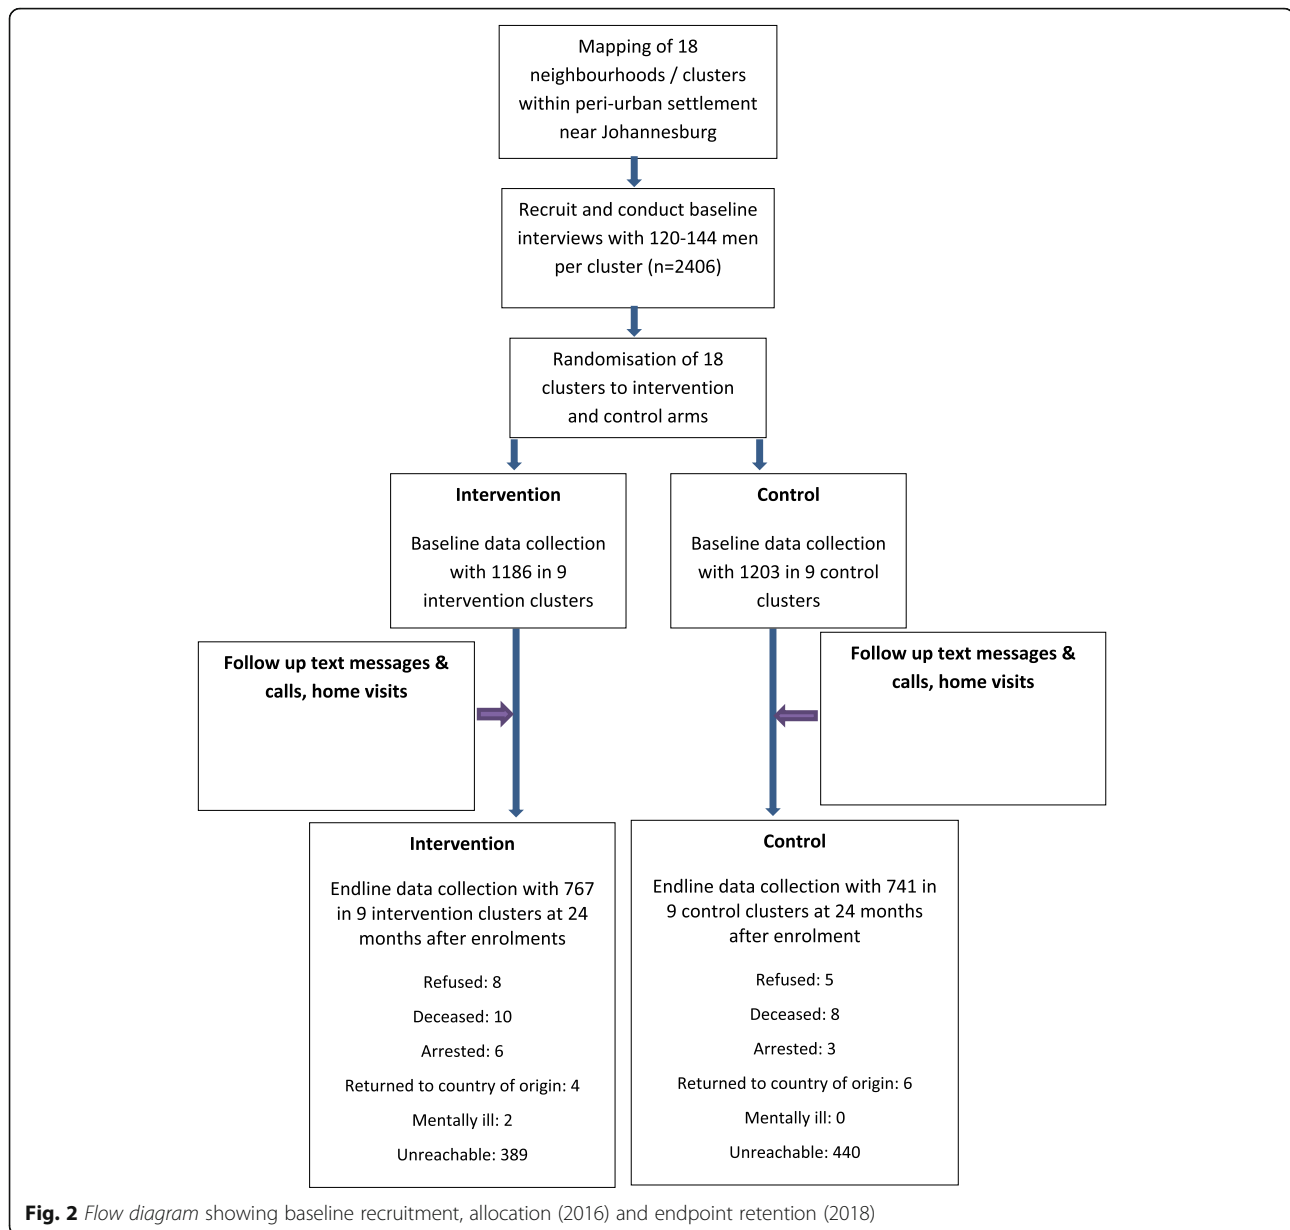 Mapping of 18
neighbourhoods / clusters
within peri-urban settlement
near Johannesburg
Recruit and conduct baseline
interviews with 120-144 men
per cluster (n=2406)
Randomisation of 18
clusters to intervention
and control arms
Intervention
Baseline data collection
with 1186 in 9
intervention clusters
Control
Baseline data collection
with 1203 in 9 control
clusters
Follow up text messages &
calls, home visits
Follow up text messages &
calls, home visits
Intervention
Endline data collection with 767
in 9 intervention clusters at 24
months after enrolments
Refused: 8
Deceased: 10
Arrested: 6
Returned to country of origin: 4
Mentally ill: 2
Unreachable: 389
Control
Endline data collection with 741 in
9 control clusters at 24 months
after enrolment
Refused: 5
Deceased: 8
Arrested: 3
Returned to country of origin: 6
Mentally ill: 0
Unreachable: 440
Fig. 2 Flow diagram showing baseline recruitment, allocation (2016) and endpoint retention (2018)